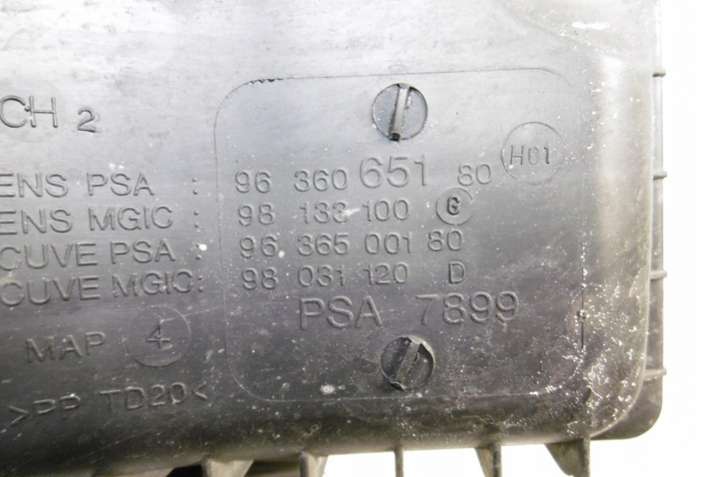 CH 2
H01
ENS PSA : 96 360 651 80
ENS MGIC : 98 133 100
CUVE PSA : 96 365 001 80
CUVE MGIC : 98 031 120 D
PSA 7899
MAP 4
>PP TD20<